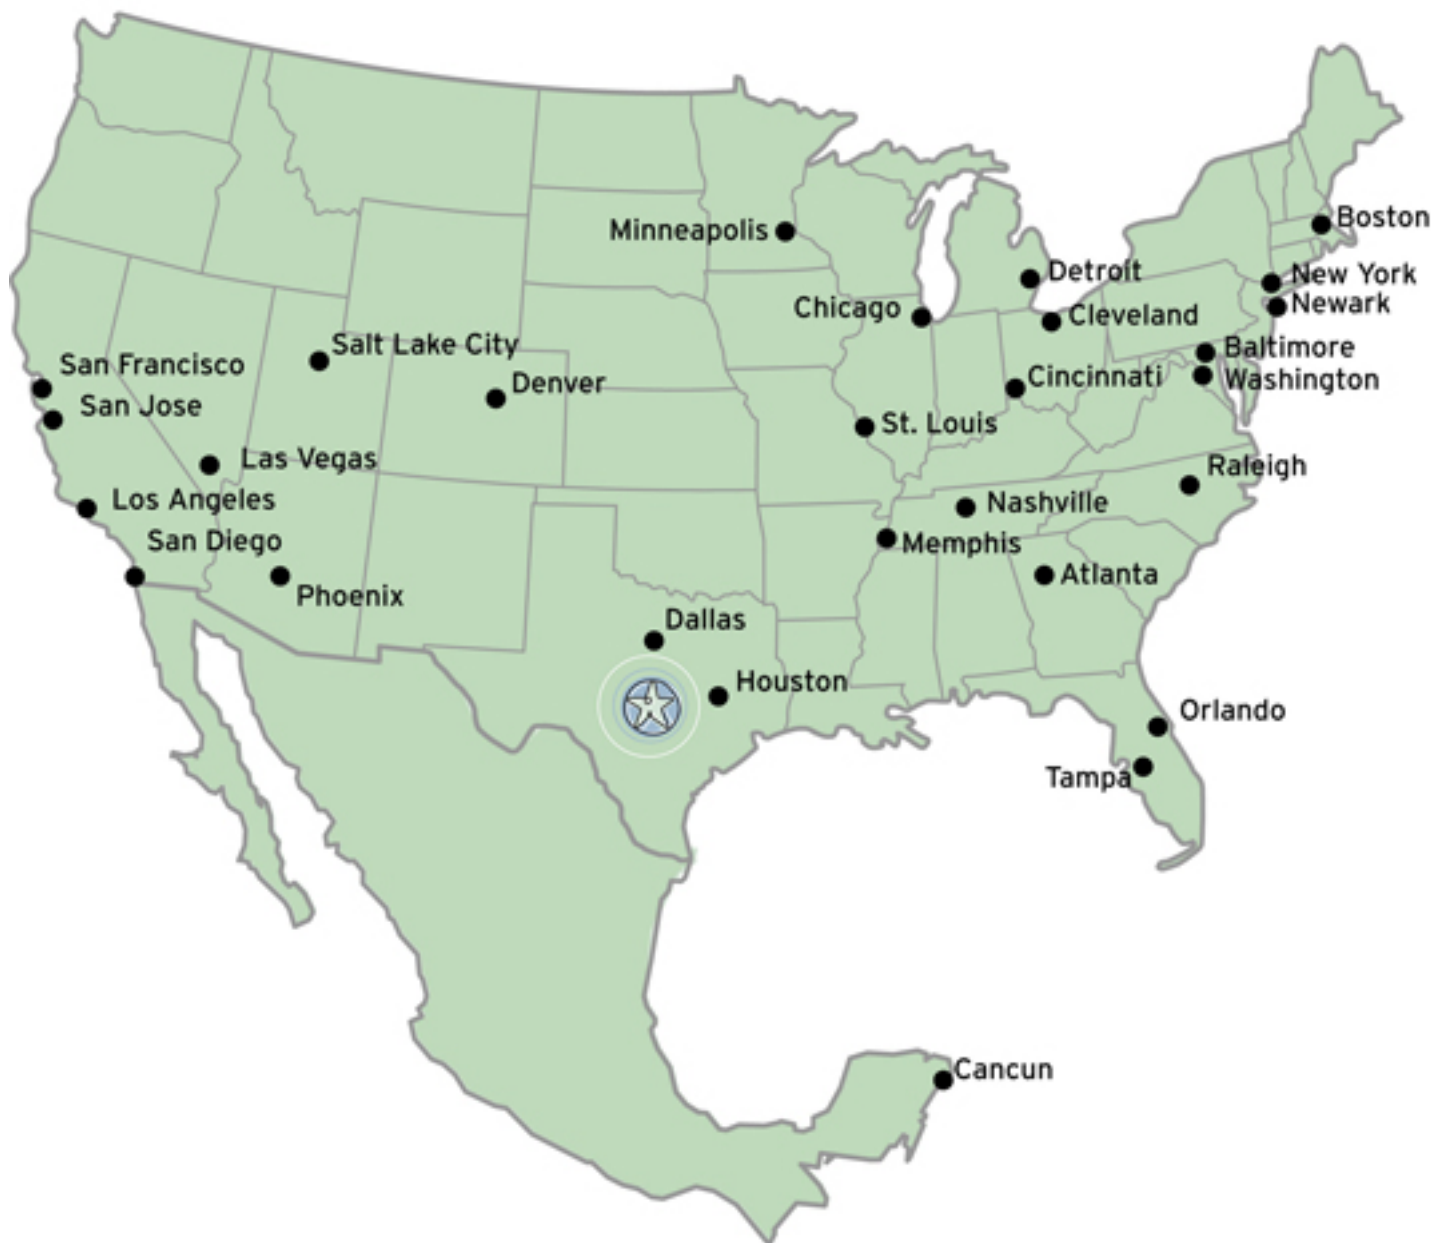 Boston
Minneapolis
Detroit
New York
Chicago
Newark
Cleveland
Salt Lake City
Baltimore
San Francisco
Denver
Cincinnati
Washington
San Jose
St. Louis
Las Vegas
Raleigh
Los Angeles
Nashville
San Diego
Memphis
Phoenix
Atlanta
Dallas
Houston
Orlando
Tampa
Cancun